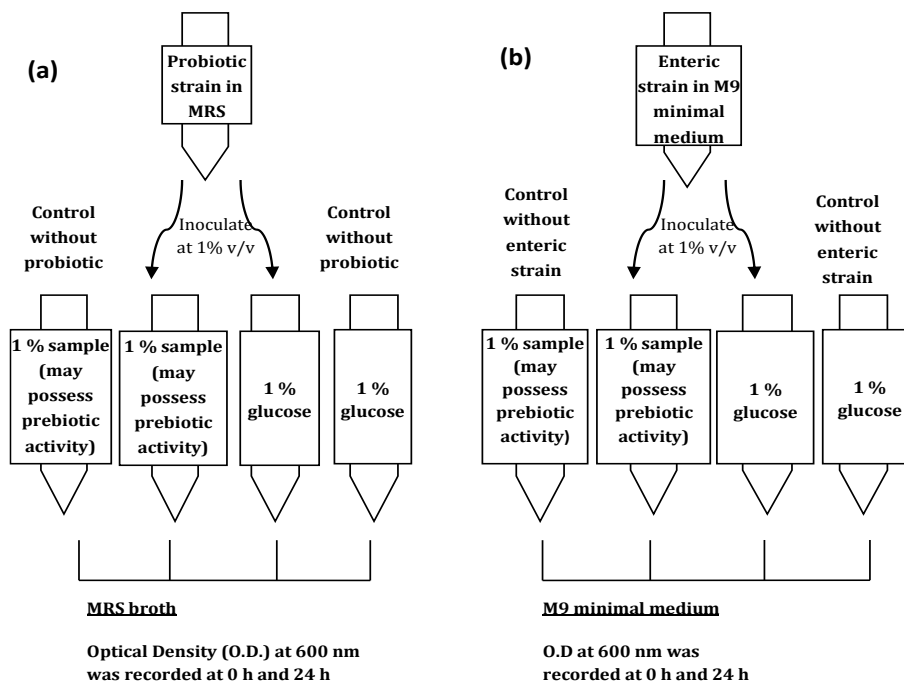 (a)
Probiotic
strain in
MRS
Control
without
probiotic
Inoculate
at 1% v/v
Control
without
probiotic
1 % sample
(may
possess
prebiotic
activity)
1 % sample
(may
possess
prebiotic
activity)
1 %
glucose
1 %
glucose
MRS broth
Optical Density (O.D.) at 600 nm
was recorded at 0 h and 24 h
(b)
Enteric
strain in M9
minimal
medium
Control
without
enteric
strain
Inoculate
at 1% v/v
Control
without
enteric
strain
1 % sample
(may
possess
prebiotic
activity)
1 % sample
(may
possess
prebiotic
activity)
1 %
glucose
1 %
glucose
M9 minimal medium
O.D at 600 nm was
recorded at 0 h and 24 h